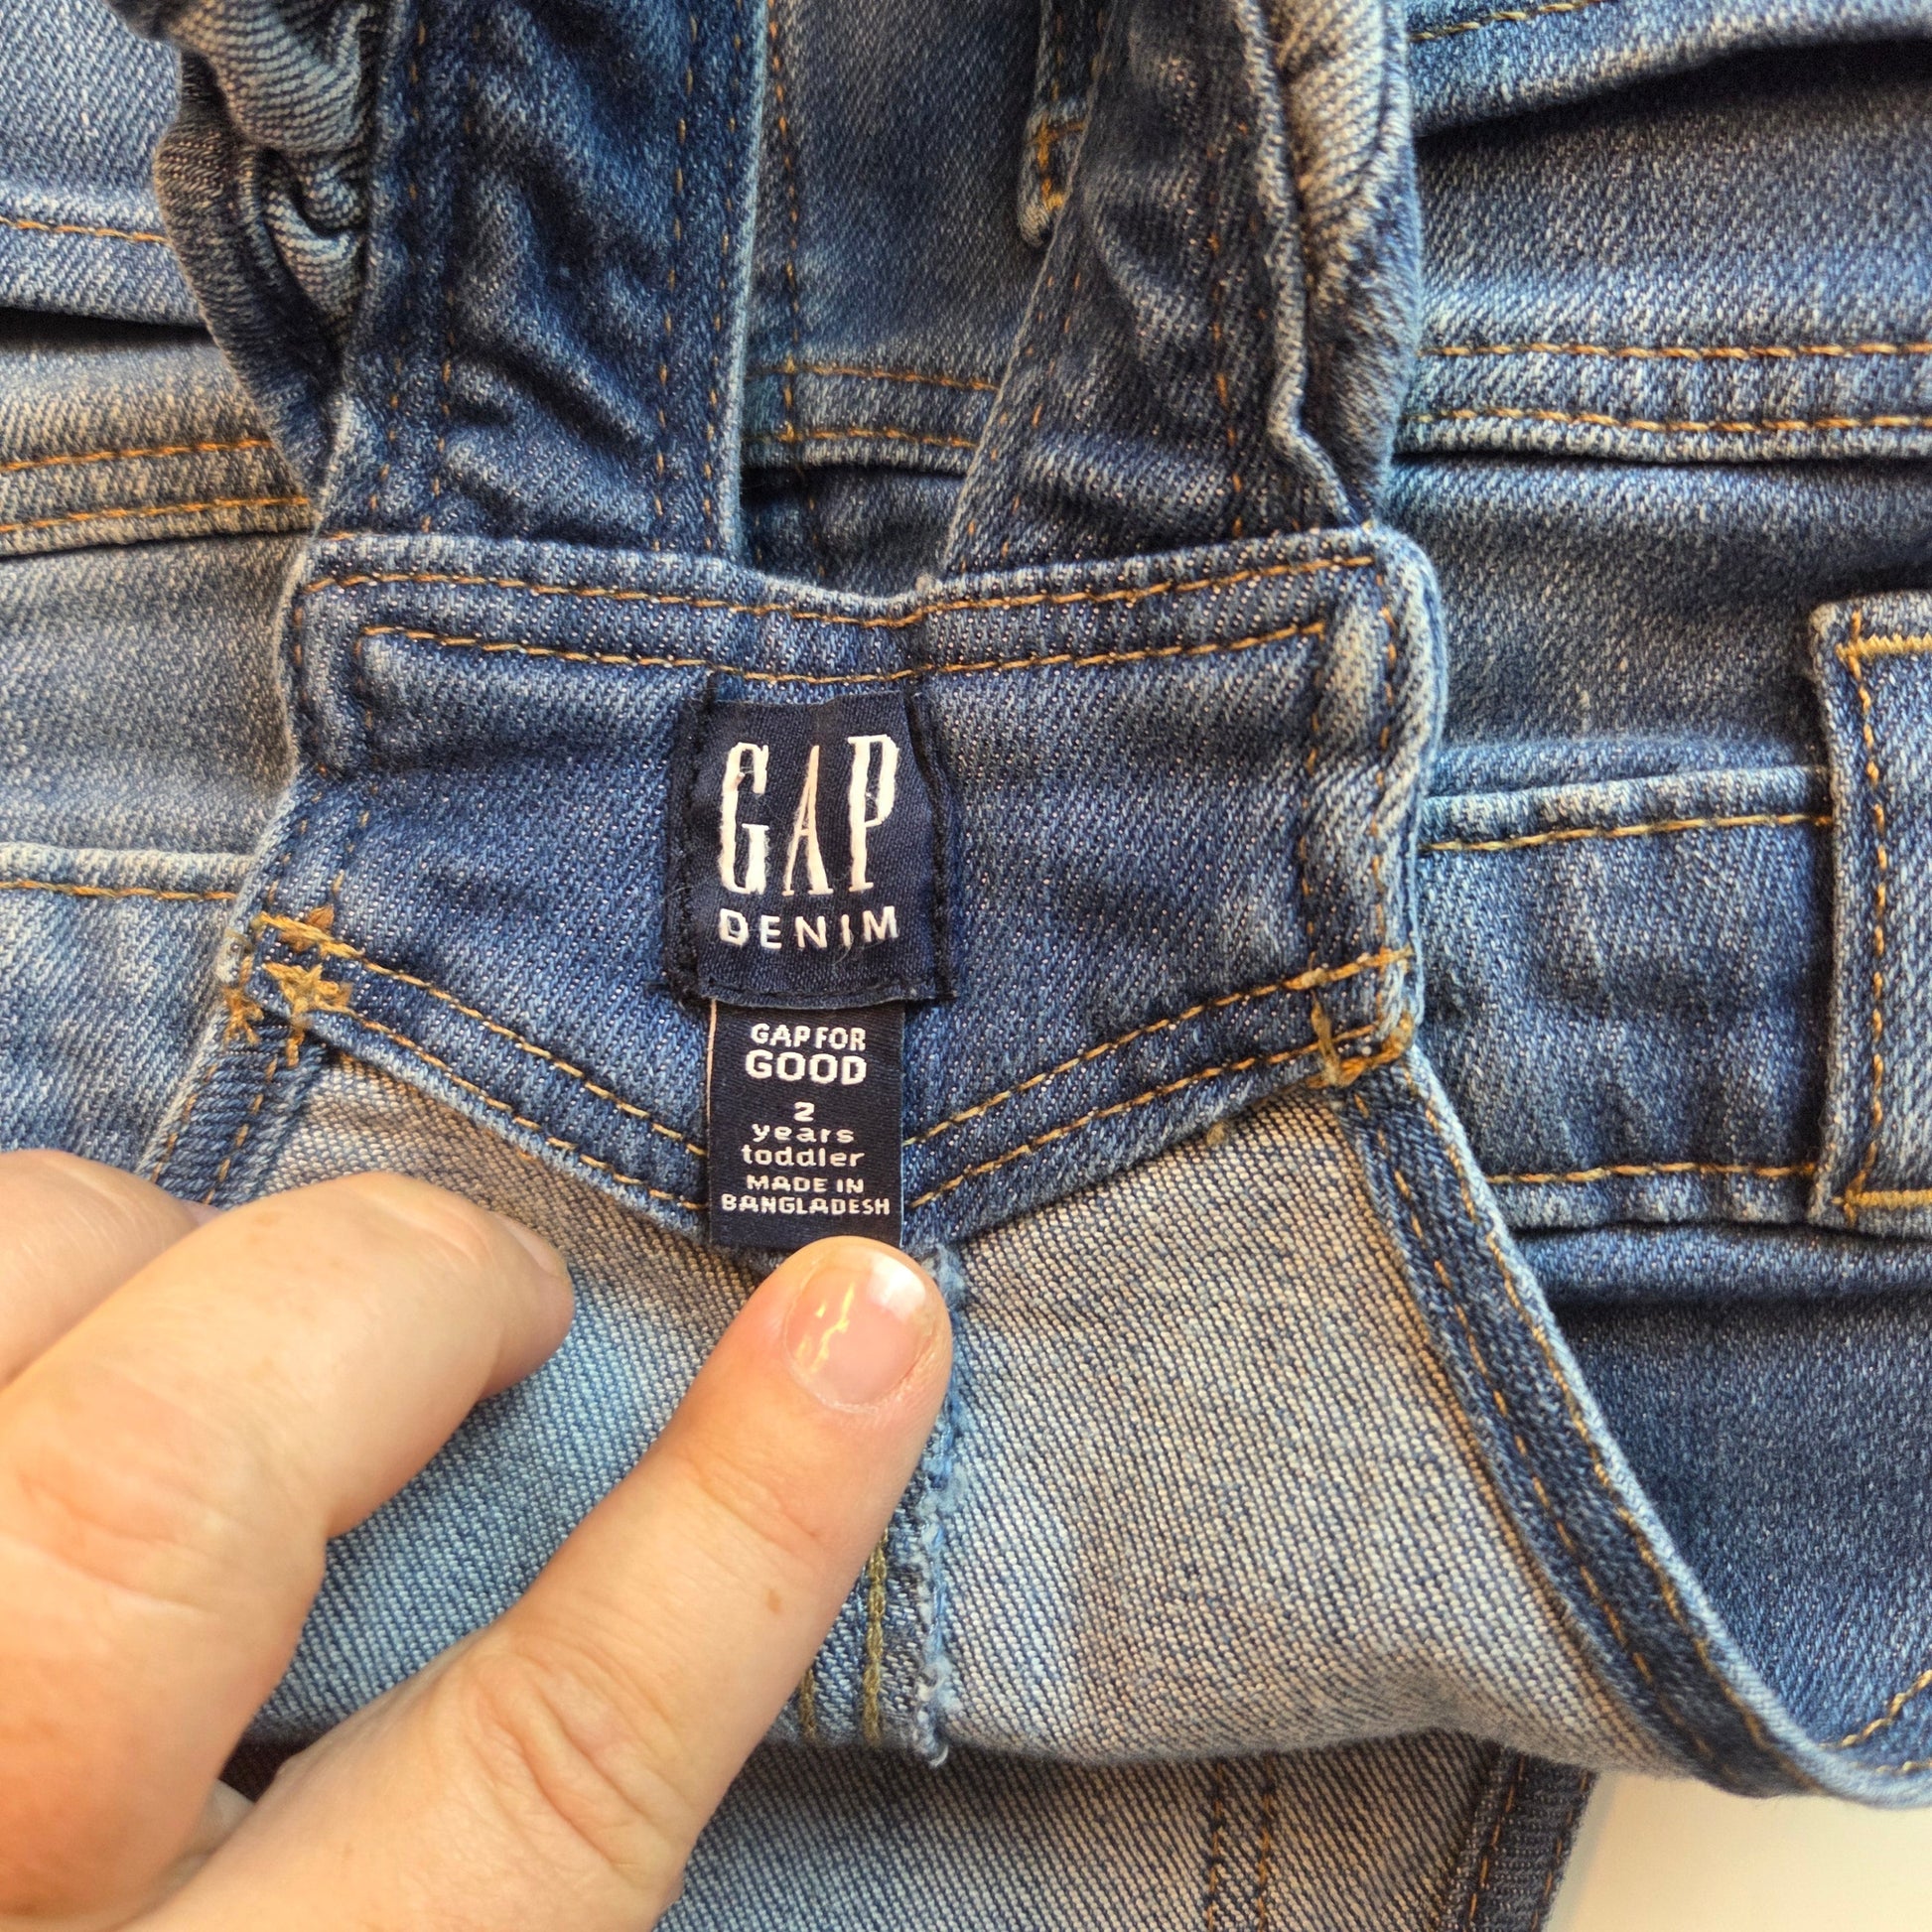 GAP
DENIM
GAP FOR
GOOD
2
years
toddler
MADE IN
BANGLADESH